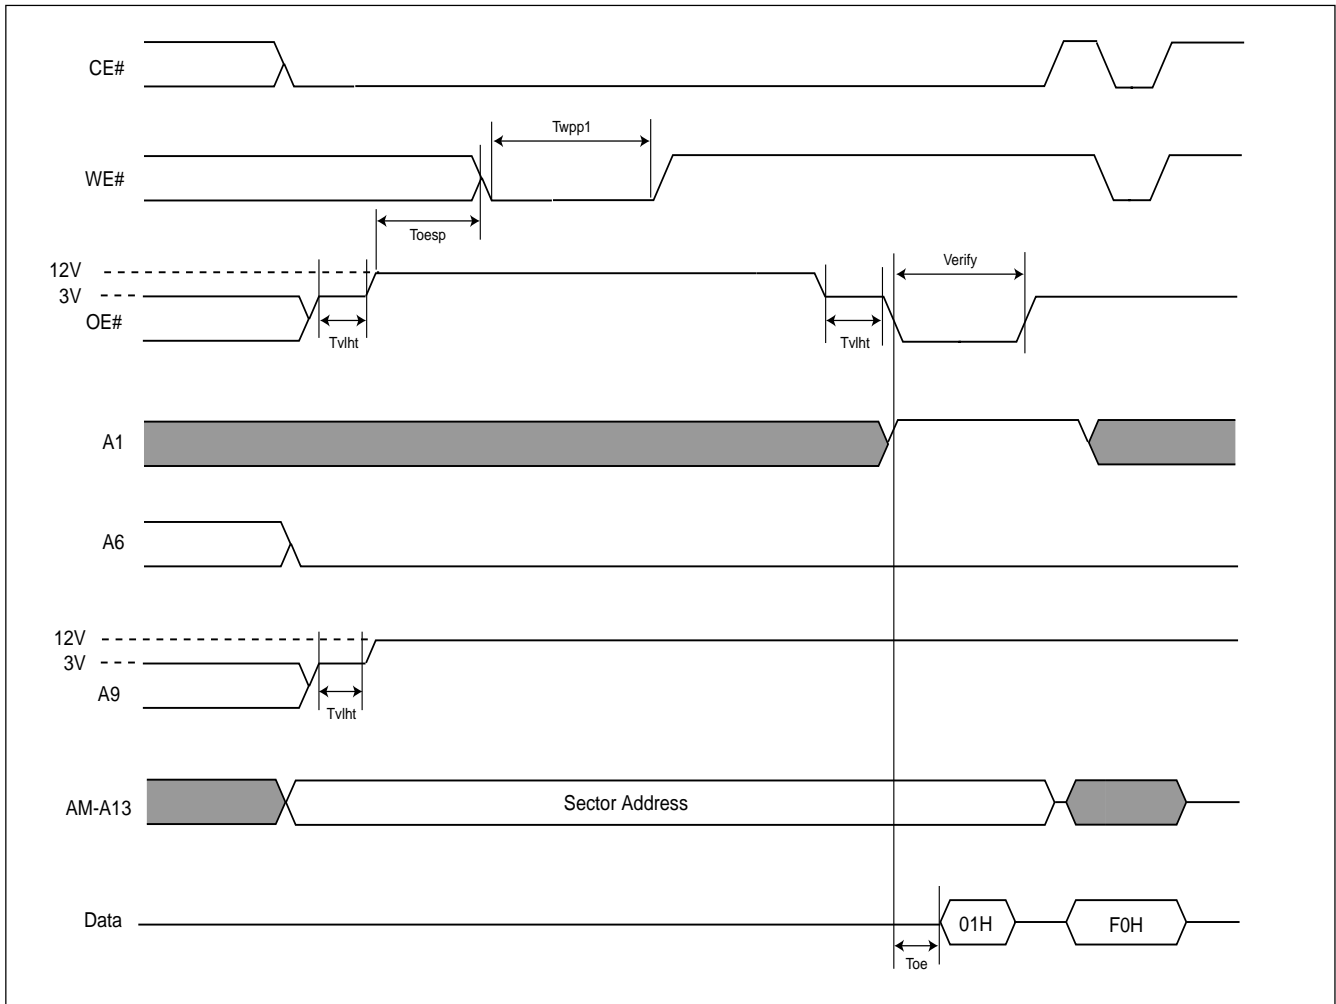 CE#
Twpp1
WE#
Toesp
12V
Verify
3V
OE#
Tvlht
Tvlht
A1
A6
12V
3V
A9
Tvlht
AM-A13
Sector Address
Data
01H
F0H
Toe